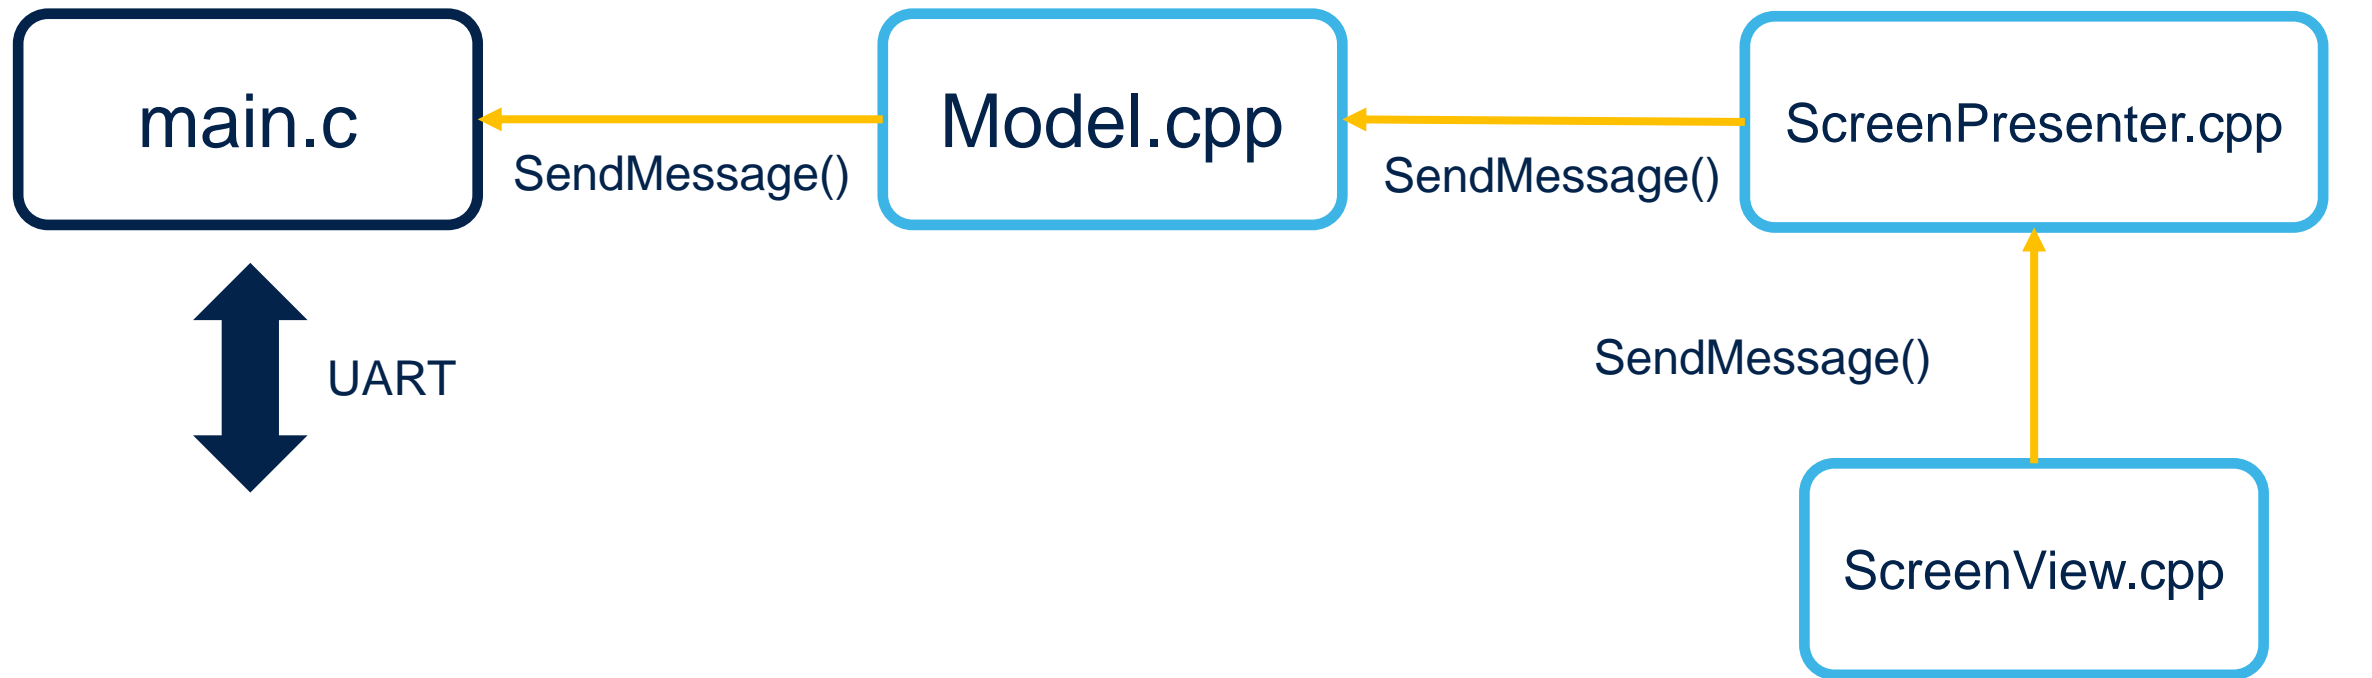 main.c
Model.cpp
ScreenPresenter.cpp
SendMessage()
SendMessage()
SendMessage()
UART
ScreenView.cpp